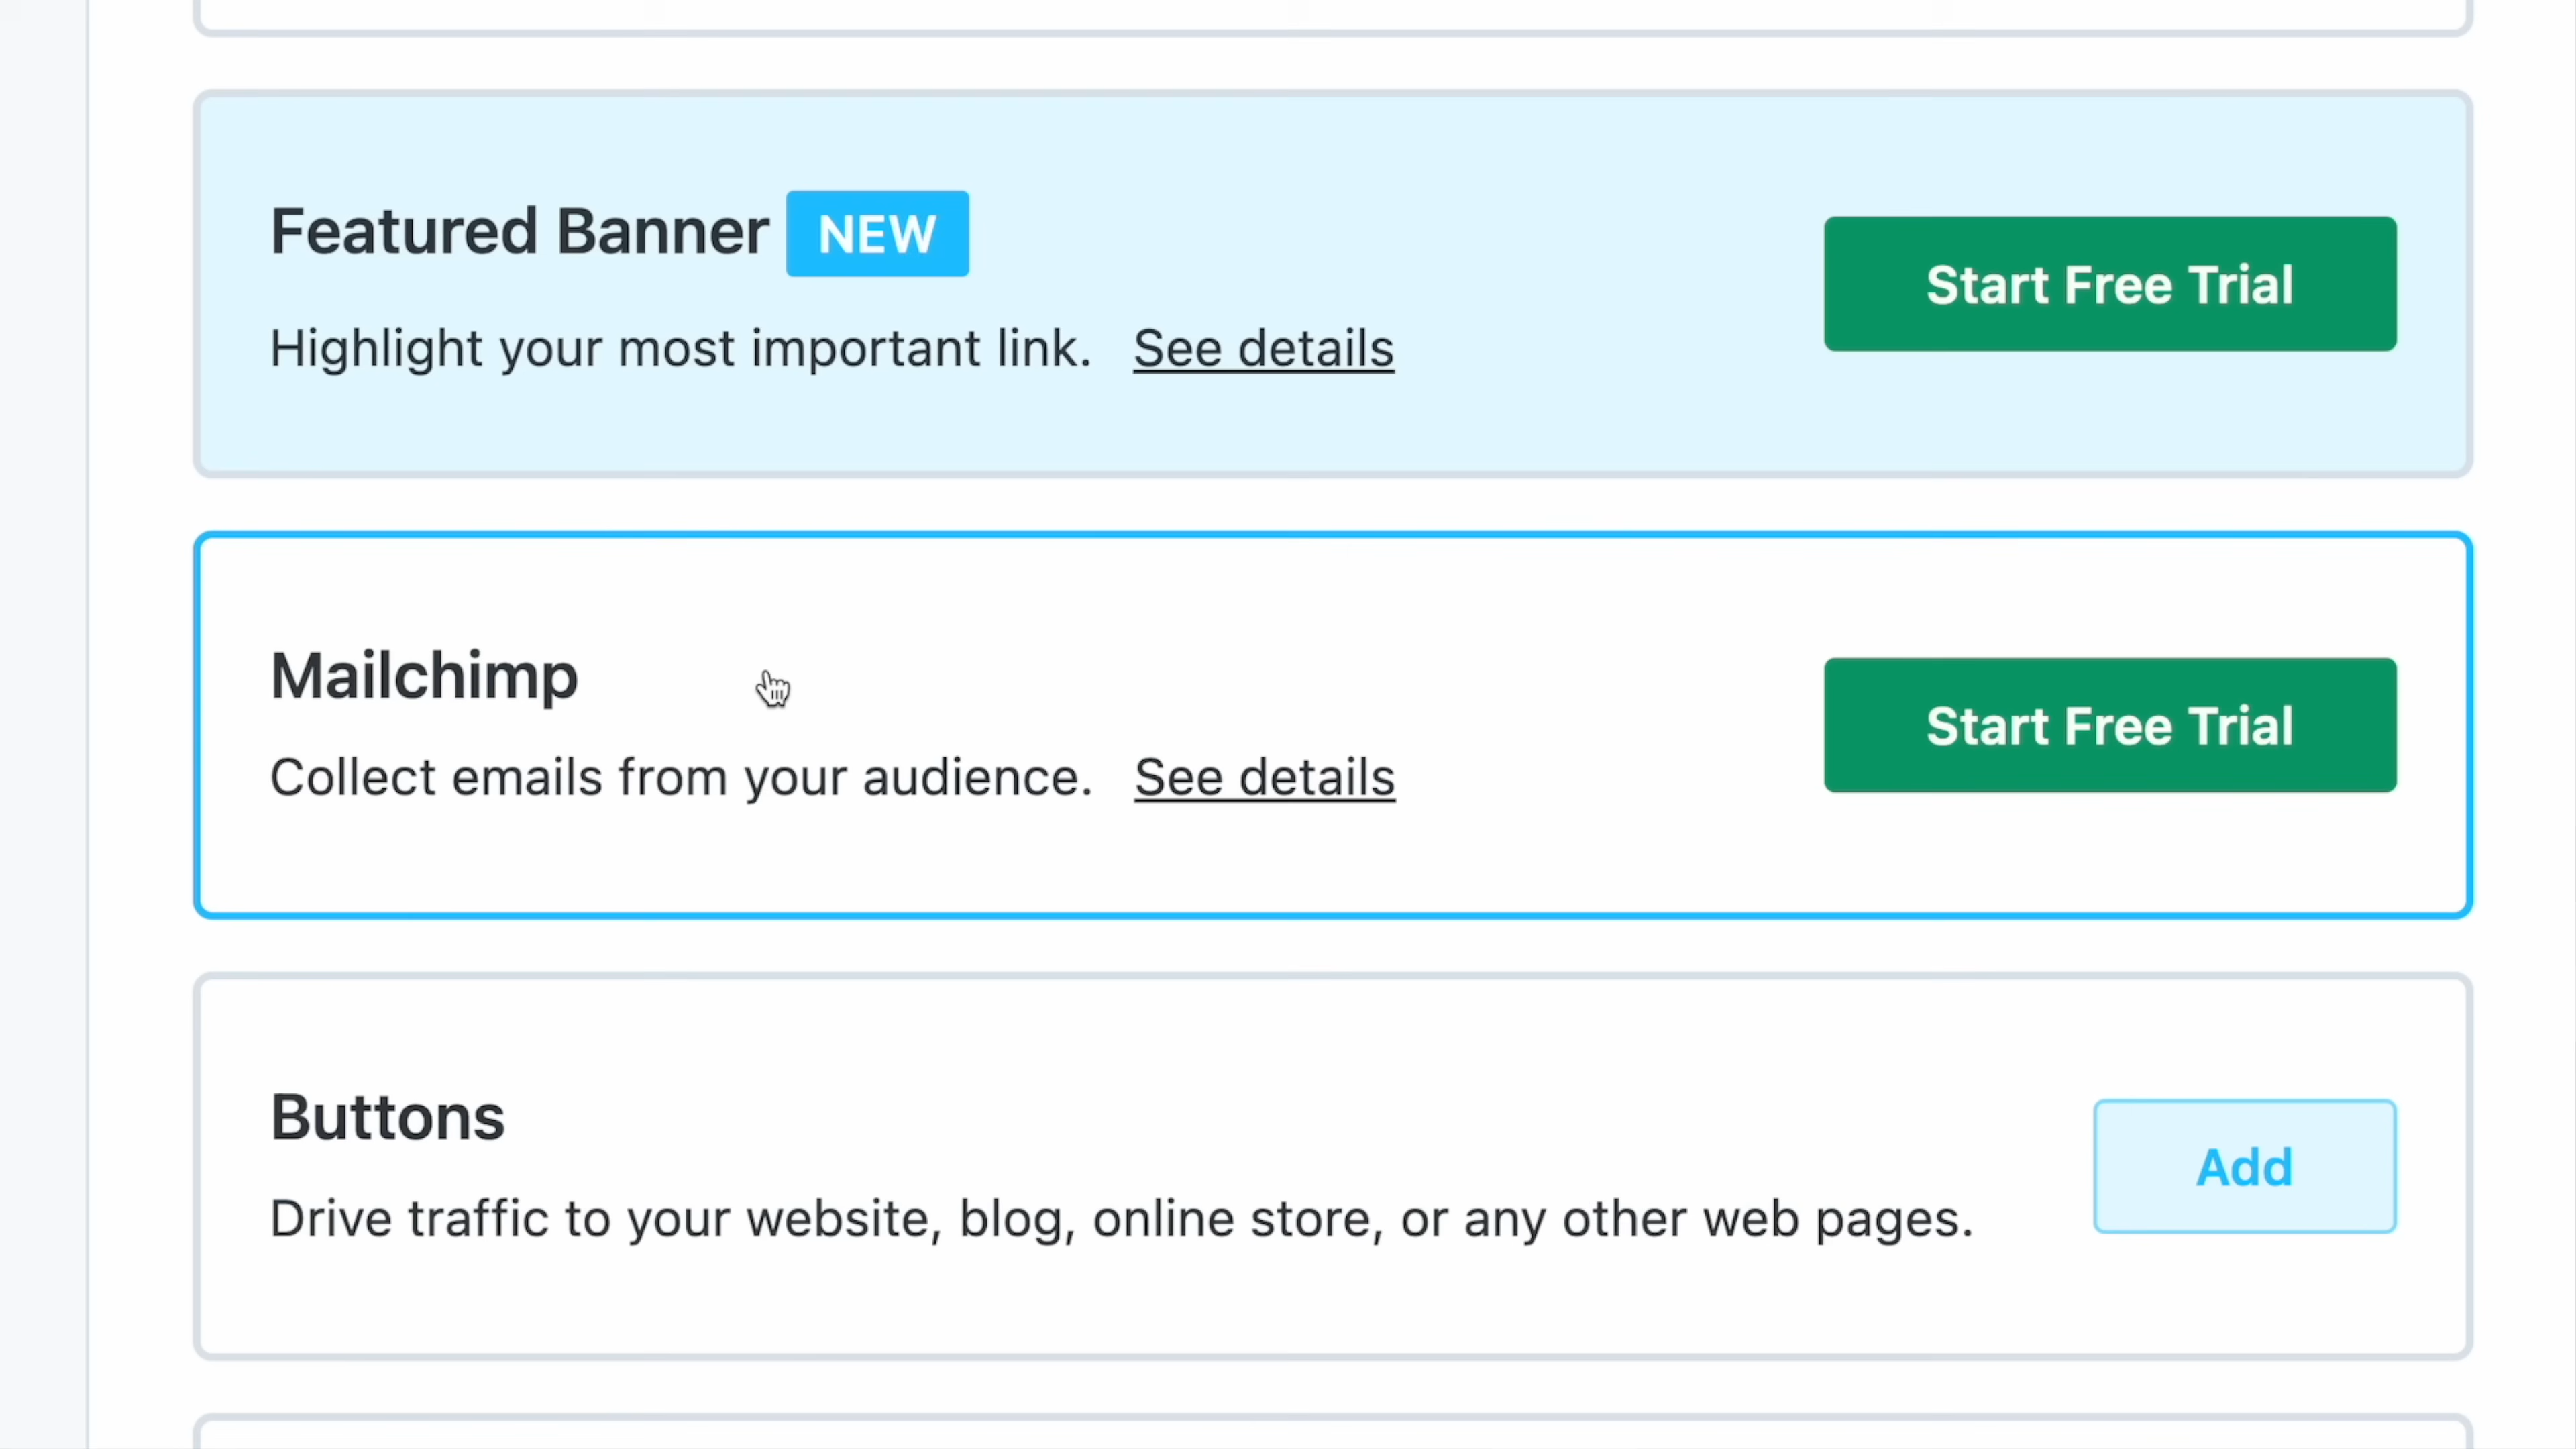 Featured Banner NEW
Highlight your most important link. See details
Start Free Trial
Mailchimp
Collect emails from your audience. See details
Start Free Trial
Buttons
Drive traffic to your website, blog, online store, or any other web pages.
Add